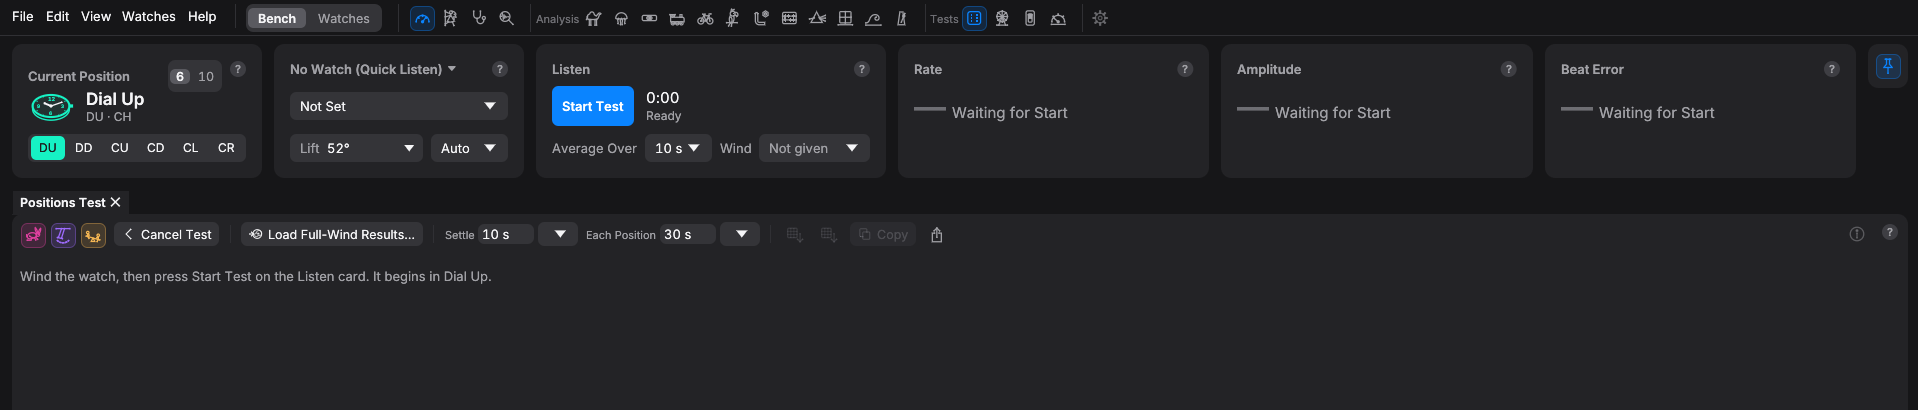 File Edit View Watches Help Bench Watches Analysis Tests
Current Position 6 10 ?
Dial Up
DU · CH
DU DD CU CD CL CR
No Watch (Quick Listen) ?
Not Set
Lift 52° Auto
Listen ?
Start Test 0:00
Ready
Average Over 10 s Wind Not given
Rate ?
Waiting for Start
Amplitude ?
Waiting for Start
Beat Error ?
Waiting for Start
Positions Test
Cancel Test Load Full-Wind Results... Settle 10 s Each Position 30 s Copy ?
Wind the watch, then press Start Test on the Listen card. It begins in Dial Up.